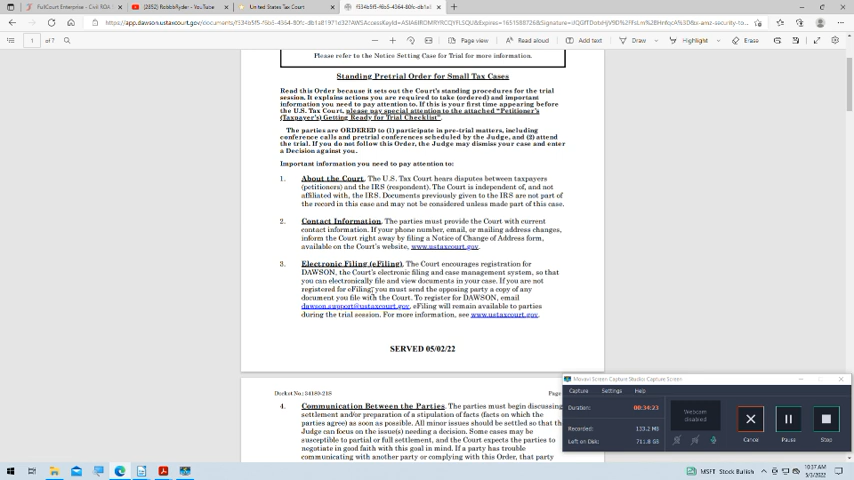 FulCourt Enterprise – Civil ROA
(2352) RobbRyder - YouTube
United States Tax Court
Page view
Read aloud
Add text
Draw
Highlight
Erase
1 of 7
Please refer to the Notice Setting Case for Trial for more information.
Standing Pretrial Order for Small Tax Cases
Read this Order because it sets out the Court's standing procedures for the trial
session. It explains actions you are required to take (ordered) and important
information you need to pay attention to. If this is your first time appearing before
the U.S. Tax Court, please pay special attention to the attached "Petitioner's
(Taxpayer's) Getting Ready for Trial Checklist".
The parties are ORDERED to (1) participate in pre-trial matters, including
conference calls and pretrial conferences scheduled by the Judge, and (2) attend
the trial. If you do not follow this Order, the Judge may dismiss your case and enter
a Decision against you.
Important information you need to pay attention to:
1. About the Court. The U.S. Tax Court hears disputes between taxpayers
(petitioners) and the IRS (respondent). The Court is independent of, and not
affiliated with, the IRS. Documents previously given to the IRS are not part of
the record in this case and may not be considered unless made part of this case.
2. Contact Information. The parties must provide the Court with current
contact information. If your phone number, email, or mailing address changes,
inform the Court right away by filing a Notice of Change of Address form,
available on the Court's website, www.ustaxcourt.gov.
3. Electronic Filing (eFiling). The Court encourages registration for
DAWSON, the Court's electronic filing and case management system, so that
you can electronically file and view documents in your case. If you are not
registered for eFiling, you must send the opposing party a copy of any
document you file with the Court. To register for DAWSON, email
dawson.support@ustaxcourt.gov. eFiling will remain available to parties
during the trial session. For more information, see www.ustaxcourt.gov.
SERVED 05/02/22
Docket No.: 34189-21S
Page
4. Communication Between the Parties. The parties must begin discussing
settlement and/or preparation of a stipulation of facts (facts on which the
parties agree) as soon as possible. All minor issues should be settled so that the
Judge can focus on the issue(s) needing a decision. Some cases may be
susceptible to partial or full settlement, and the Court expects the parties to
negotiate in good faith with this goal in mind. If a party has trouble
communicating with another party or complying with this Order, that party
Movavi Screen Capture Studio: Capture Screen
Capture Settings Help
Duration: 00:34:23
Recorded: 133.2 MB
Left on Disk: 711.8 GB
Webcam
disabled
Cancel
Pause
Stop
MSFT Stock Bullish
10:37 AM
5/3/2022